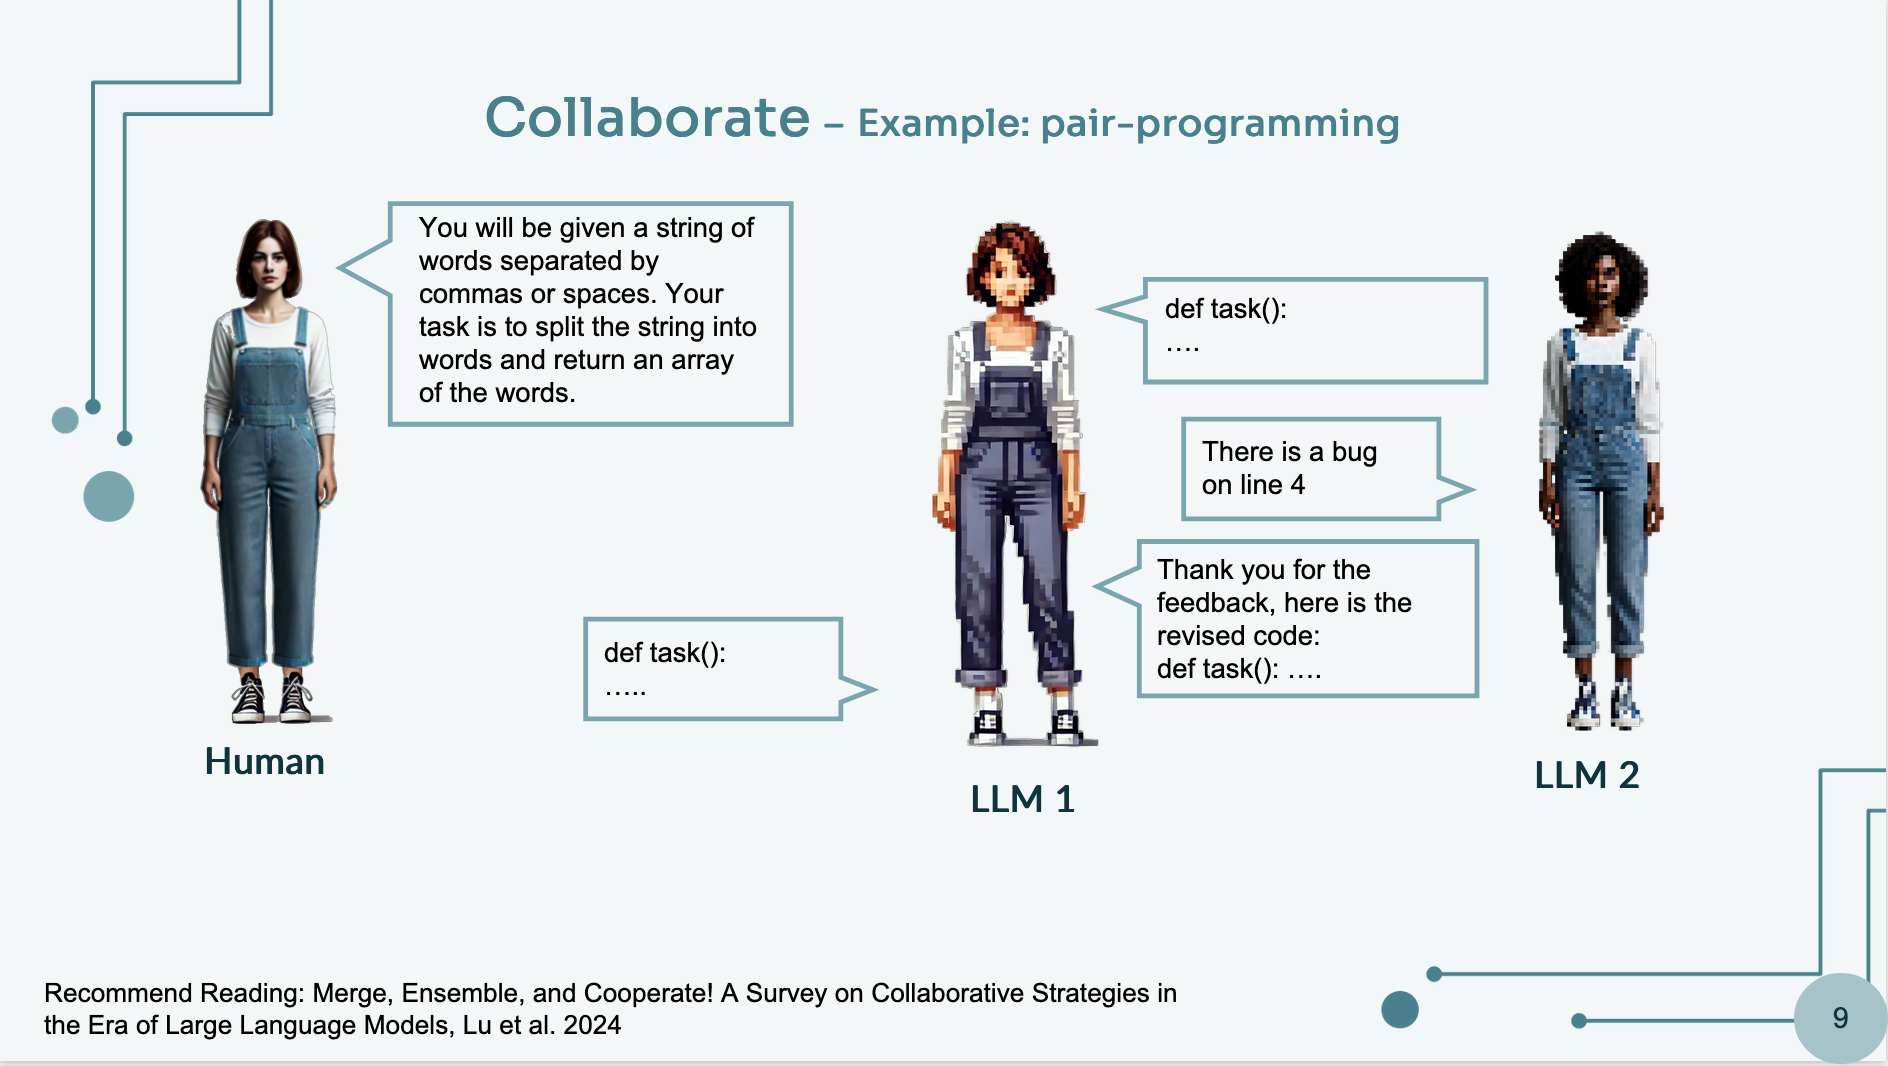 Collaborate – Example: pair-programming
You will be given a string of
words separated by
commas or spaces. Your
task is to split the string into
words and return an array
of the words.
def task():
….
There is a bug
on line 4
Thank you for the
feedback, here is the
revised code:
def task(): ….
def task():
…..
Human
LLM 1
LLM 2
Recommend Reading: Merge, Ensemble, and Cooperate! A Survey on Collaborative Strategies in
the Era of Large Language Models, Lu et al. 2024
9